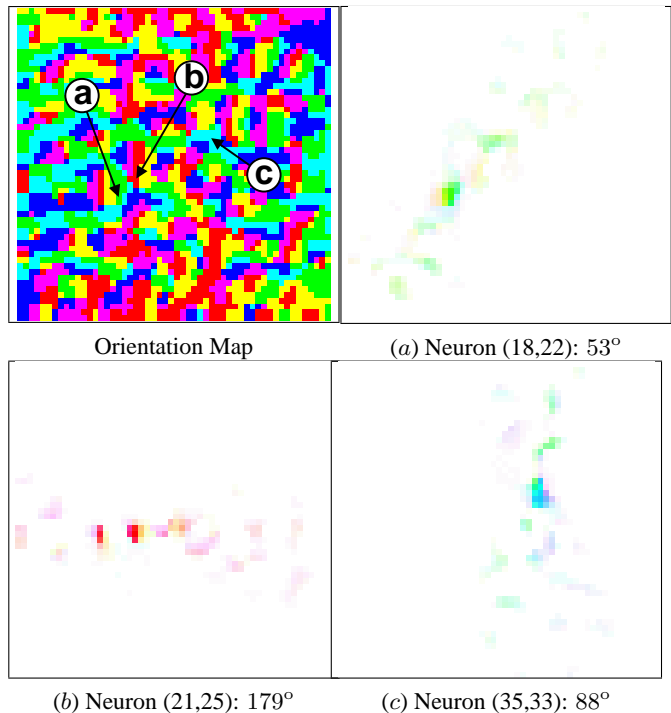 a
b
c
Orientation Map
(a) Neuron (18,22): 53°
(b) Neuron (21,25): 179°
(c) Neuron (35,33): 88°